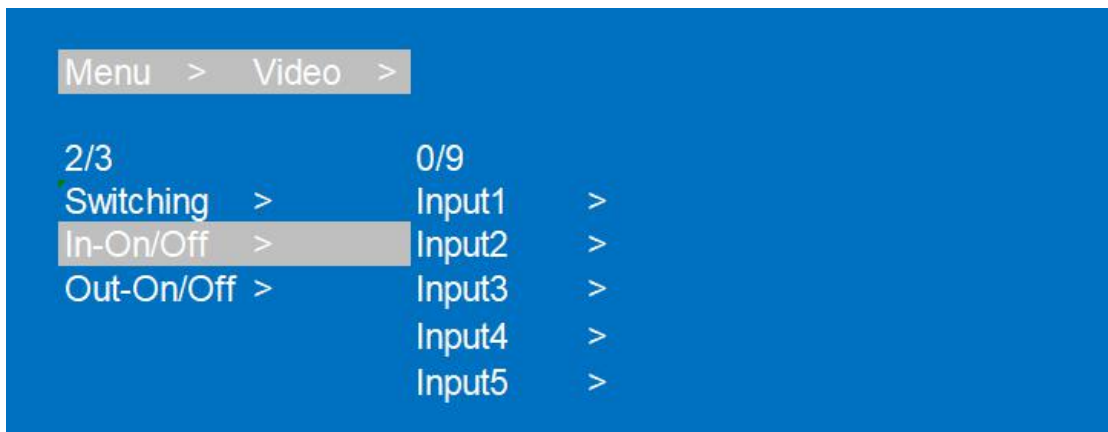 Menu > Video >
2/3 0/9
Switching > Input1 >
In-On/Off > Input2 >
Out-On/Off > Input3 >
Input4 >
Input5 >